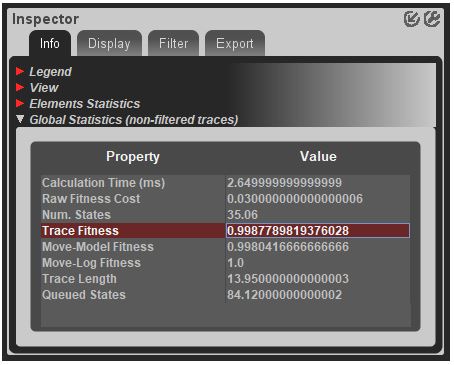 Inspector
Info Display Filter Export
Legend
View
Elements Statistics
Global Statistics (non-filtered traces)
Property Value
Calculation Time (ms) 2.649999999999999
Raw Fitness Cost 0.030000000000000006
Num. States 35.06
Trace Fitness 0.9987789819376028
Move-Model Fitness 0.9980416666666666
Move-Log Fitness 1.0
Trace Length 13.950000000000003
Queued States 84.12000000000002